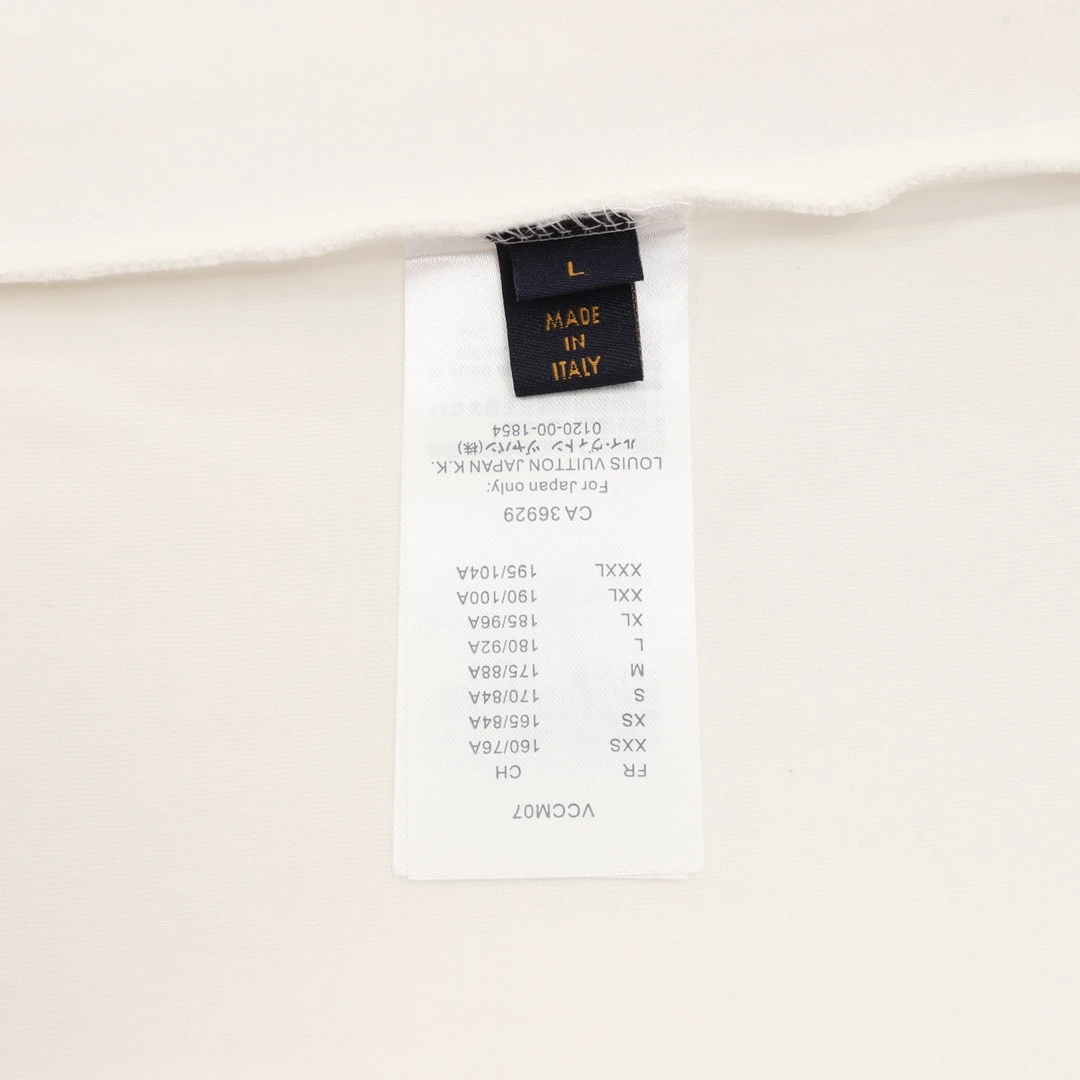 L
MADE
IN
ITALY
VCCM07
FR CH
XXS 160/76A
XS 165/84A
S 170/84A
M 175/88A
L 180/92A
XL 185/96A
XXL 190/100A
XXXL 195/104A
CA 36929
For Japan only:
LOUIS VUITTON JAPAN K.K.
ルイ・ヴィトン ジャパン(株)
0120-00-1854